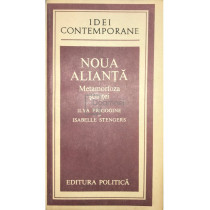 IDEI
CONTEMPORANE
NOUA
ALIANȚĂ
Metamorfoza
ILYA PRIGOGINE
ISABELLE STENGERS
EDITURA POLITICĂ